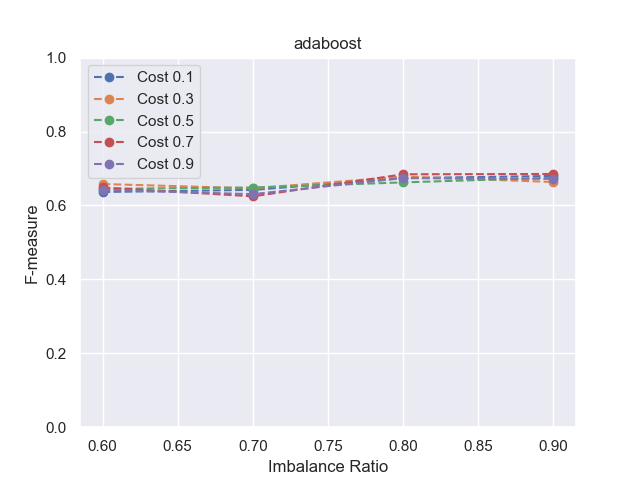 adaboost
1.0
0.8
0.6
0.4
0.2
0.0
F-measure
Cost 0.1
Cost 0.3
Cost 0.5
Cost 0.7
Cost 0.9
0.60 0.65 0.70 0.75 0.80 0.85 0.90
Imbalance Ratio